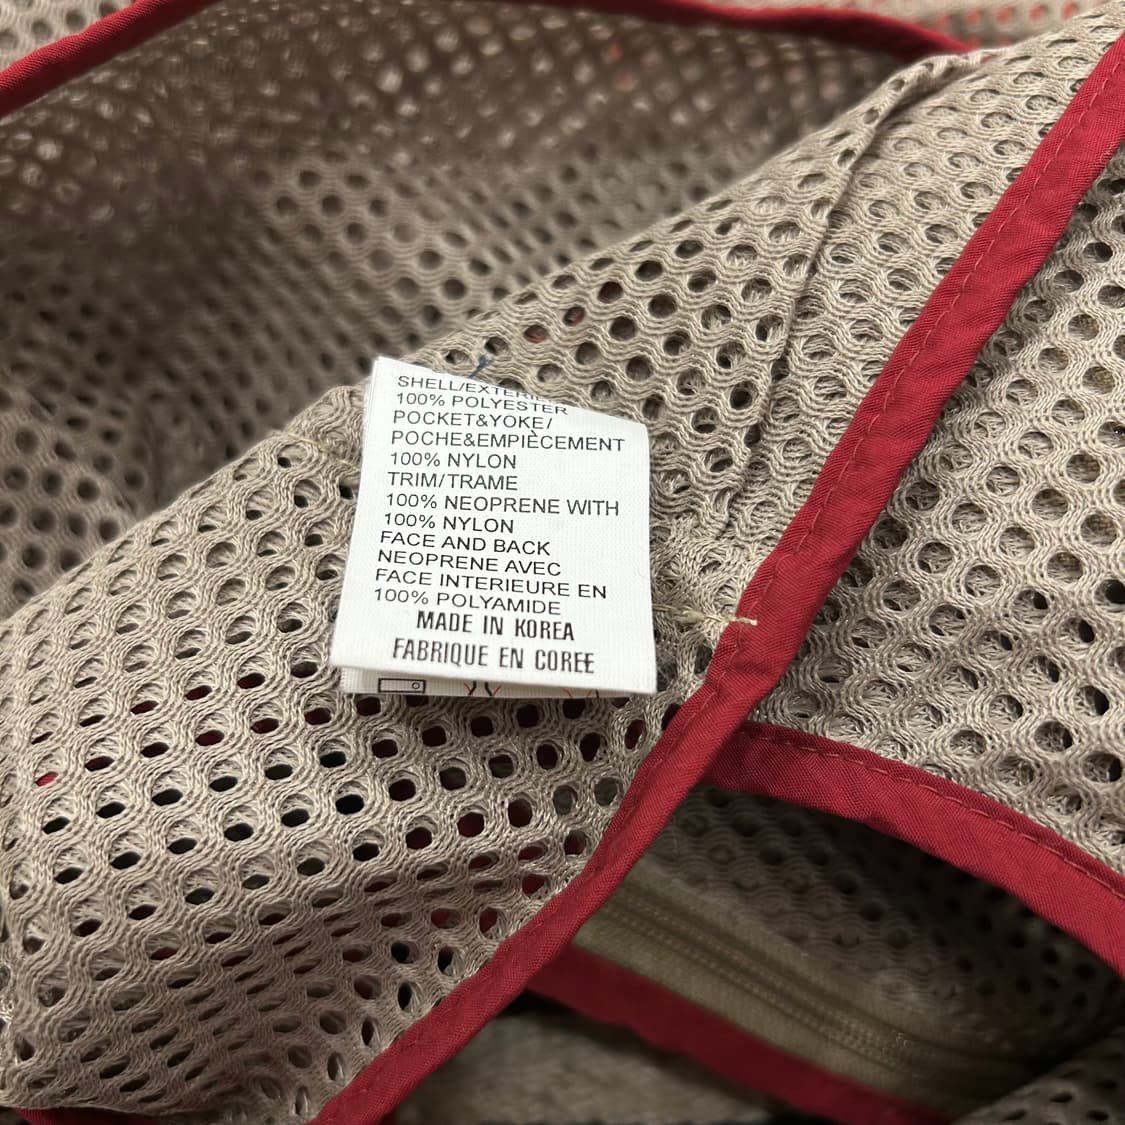 SHELL/EXTERI
100% POLYESTER
POCKET&YOKE/
POCHE&EMPIÈCEMENT
100% NYLON
TRIM/TRAME
100% NEOPRENE WITH
100% NYLON
FACE AND BACK
NEOPRENE AVEC
FACE INTERIEURE EN
100% POLYAMIDE
MADE IN KOREA
FABRIQUE EN COREE